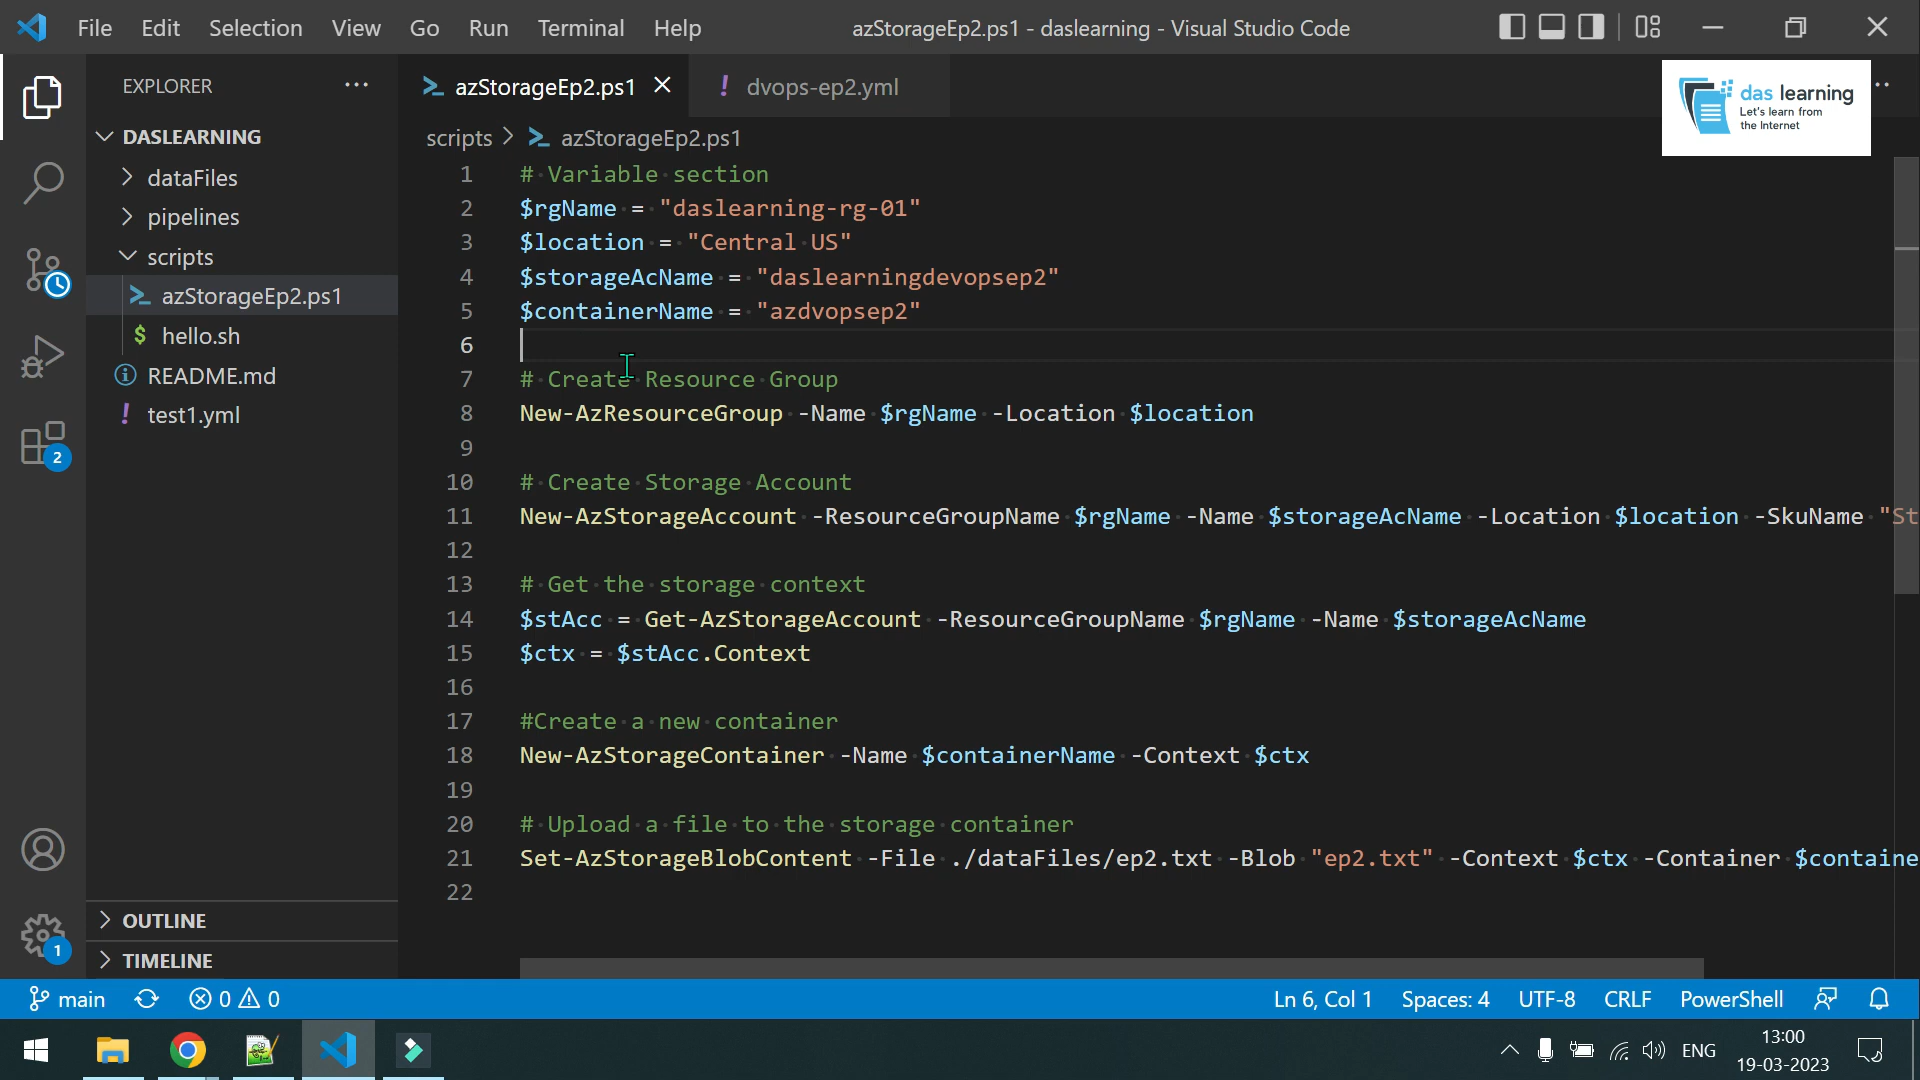 File Edit Selection View Go Run Terminal Help azStorageEp2.ps1 - daslearning - Visual Studio Code
EXPLORER
DASLEARNING
dataFiles
pipelines
scripts
azStorageEp2.ps1
$ hello.sh
README.md
! test1.yml
OUTLINE
TIMELINE
azStorageEp2.ps1 ! dvops-ep2.yml
das learning
Let's learn from
the Internet
scripts > azStorageEp2.ps1
1 # Variable section
2 $rgName = "daslearning-rg-01"
3 $location = "Central US"
4 $storageAcName = "daslearningdevopsep2"
5 $containerName = "azdvopsep2"
6
7 # Create Resource Group
8 New-AzResourceGroup -Name $rgName -Location $location
9
10 # Create Storage Account
11 New-AzStorageAccount -ResourceGroupName $rgName -Name $storageAcName -Location $location -SkuName "St
12
13 # Get the storage context
14 $stAcc = Get-AzStorageAccount -ResourceGroupName $rgName -Name $storageAcName
15 $ctx = $stAcc.Context
16
17 #Create a new container
18 New-AzStorageContainer -Name $containerName -Context $ctx
19
20 # Upload a file to the storage container
21 Set-AzStorageBlobContent -File ./dataFiles/ep2.txt -Blob "ep2.txt" -Context $ctx -Container $containe
22
2
1
main 0 0 Ln 6, Col 1 Spaces: 4 UTF-8 CRLF PowerShell
ENG 13:00
19-03-2023